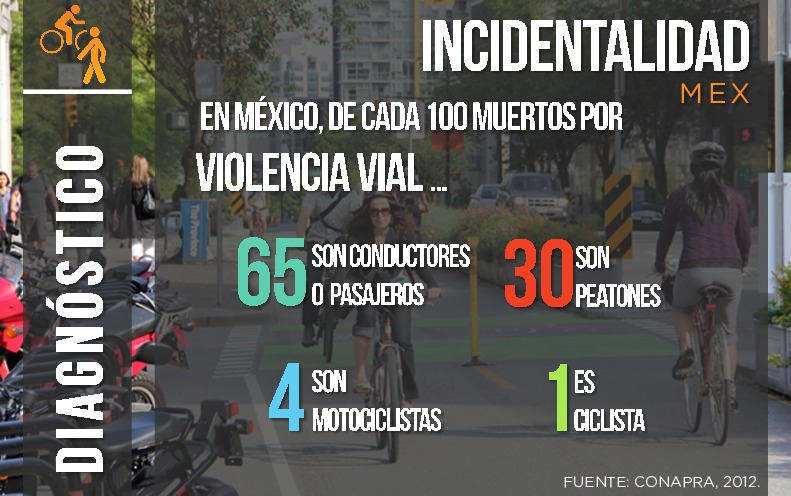 INCIDENTALIDAD
MEX
EN MÉXICO, DE CADA 100 MUERTOS POR
VIOLENCIA VIAL ...
65 SON CONDUCTORES
O PASAJEROS
30 SON
PEATONES
4 SON
MOTOCICLISTAS
1 ES
CICLISTA
DIAGNÓSTICO
FUENTE: CONAPRA, 2012.